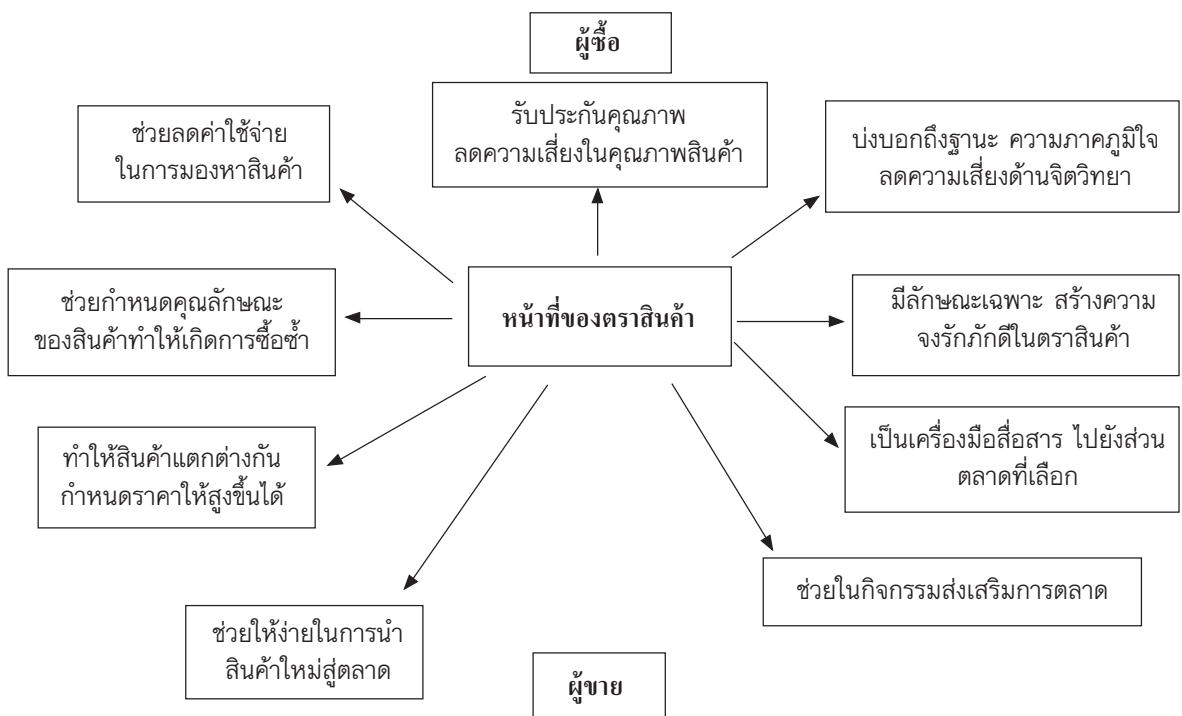 ผู้ซื้อ
ช่วยลดค่าใช้จ่าย
ในการมองหาสินค้า
รับประกันคุณภาพ
ลดความเสี่ยงในคุณภาพสินค้า
บ่งบอกถึงฐานะ ความภาคภูมิใจ
ลดความเสี่ยงด้านจิตวิทยา
ช่วยกำหนดคุณลักษณะ
ของสินค้าทำให้เกิดการซื้อซ้ำ
หน้าที่ของตราสินค้า
มีลักษณะเฉพาะ สร้างความ
จงรักภักดีในตราสินค้า
ทำให้สินค้าแตกต่างกัน
กำหนดราคาให้สูงขึ้นได้
เป็นเครื่องมือสื่อสาร ไปยังส่วน
ตลาดที่เลือก
ช่วยให้ง่ายในการนำ
สินค้าใหม่สู่ตลาด
ช่วยในกิจกรรมส่งเสริมการตลาด
ผู้ขาย